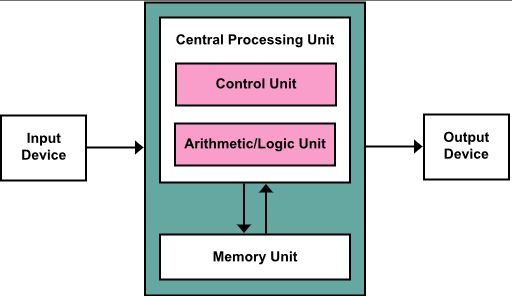 Central Processing Unit
Control Unit
Arithmetic/Logic Unit
Input
Device
Output
Device
Memory Unit